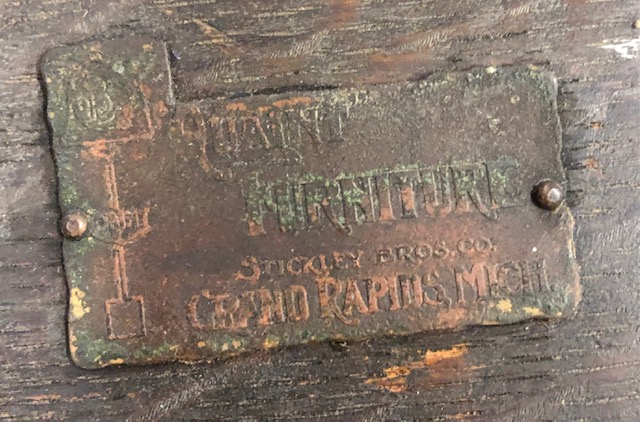 QUAINT
FURNITURE
STICKLEY BROS. CO.
GRAND RAPIDS, MICH.